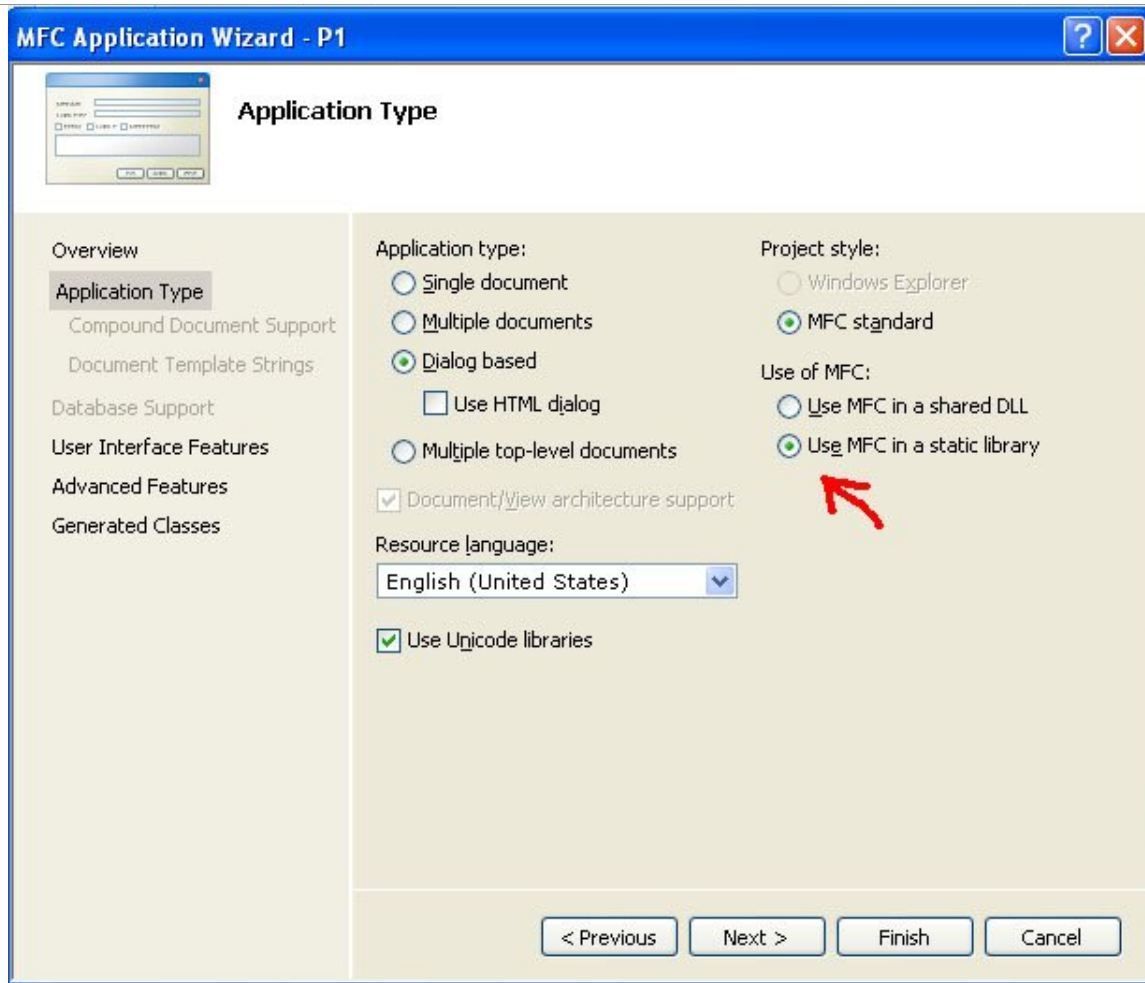 MFC Application Wizard - P1
Application Type
Overview
Application Type
Compound Document Support
Document Template Strings
Database Support
User Interface Features
Advanced Features
Generated Classes
Application type:
Single document
Multiple documents
Dialog based
Use HTML dialog
Multiple top-level documents
Document/View architecture support
Resource language:
English (United States)
Use Unicode libraries
Project style:
Windows Explorer
MFC standard
Use of MFC:
Use MFC in a shared DLL
Use MFC in a static library
< Previous
Next >
Finish
Cancel